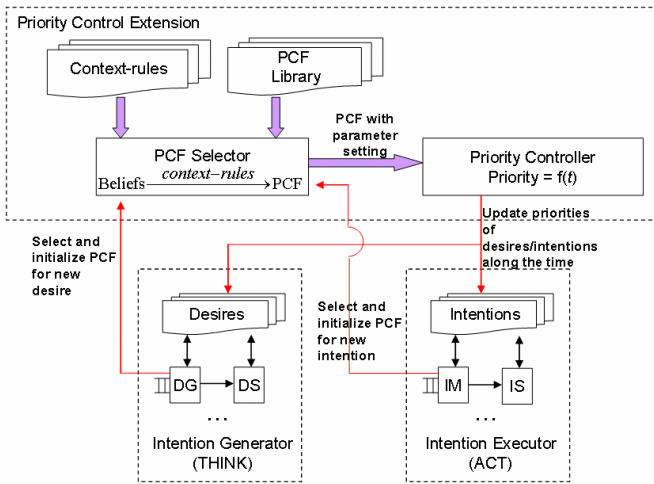 Priority Control Extension
Context-rules
PCF
Library
PCF with
parameter
setting
PCF Selector
Beliefs context-rules PCF
Priority Controller
Priority = f(t)
Select and
initialize PCF
for new
desire
Update priorities
of
desires/intentions
along the time
Desires
Select and
initialize PCF
for new
intention
Intentions
DG
DS
IM
IS
...
...
Intention Generator
(THINK)
Intention Executor
(ACT)